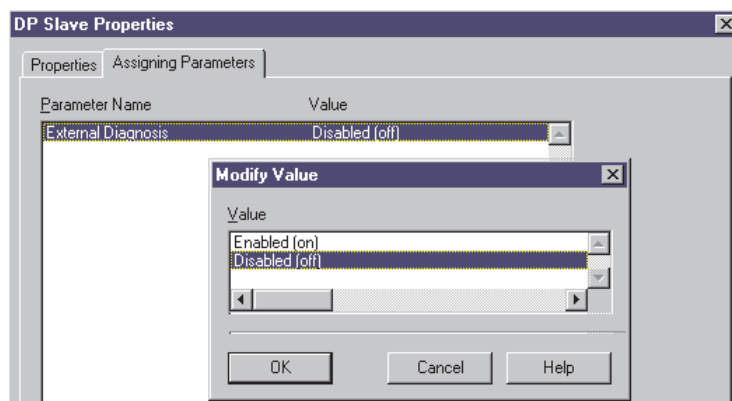 DP Slave Properties
Properties Assigning Parameters
Parameter Name Value
External Diagnosis Disabled (off)
Modify Value
Value
Enabled (on)
Disabled (off)
OK Cancel Help